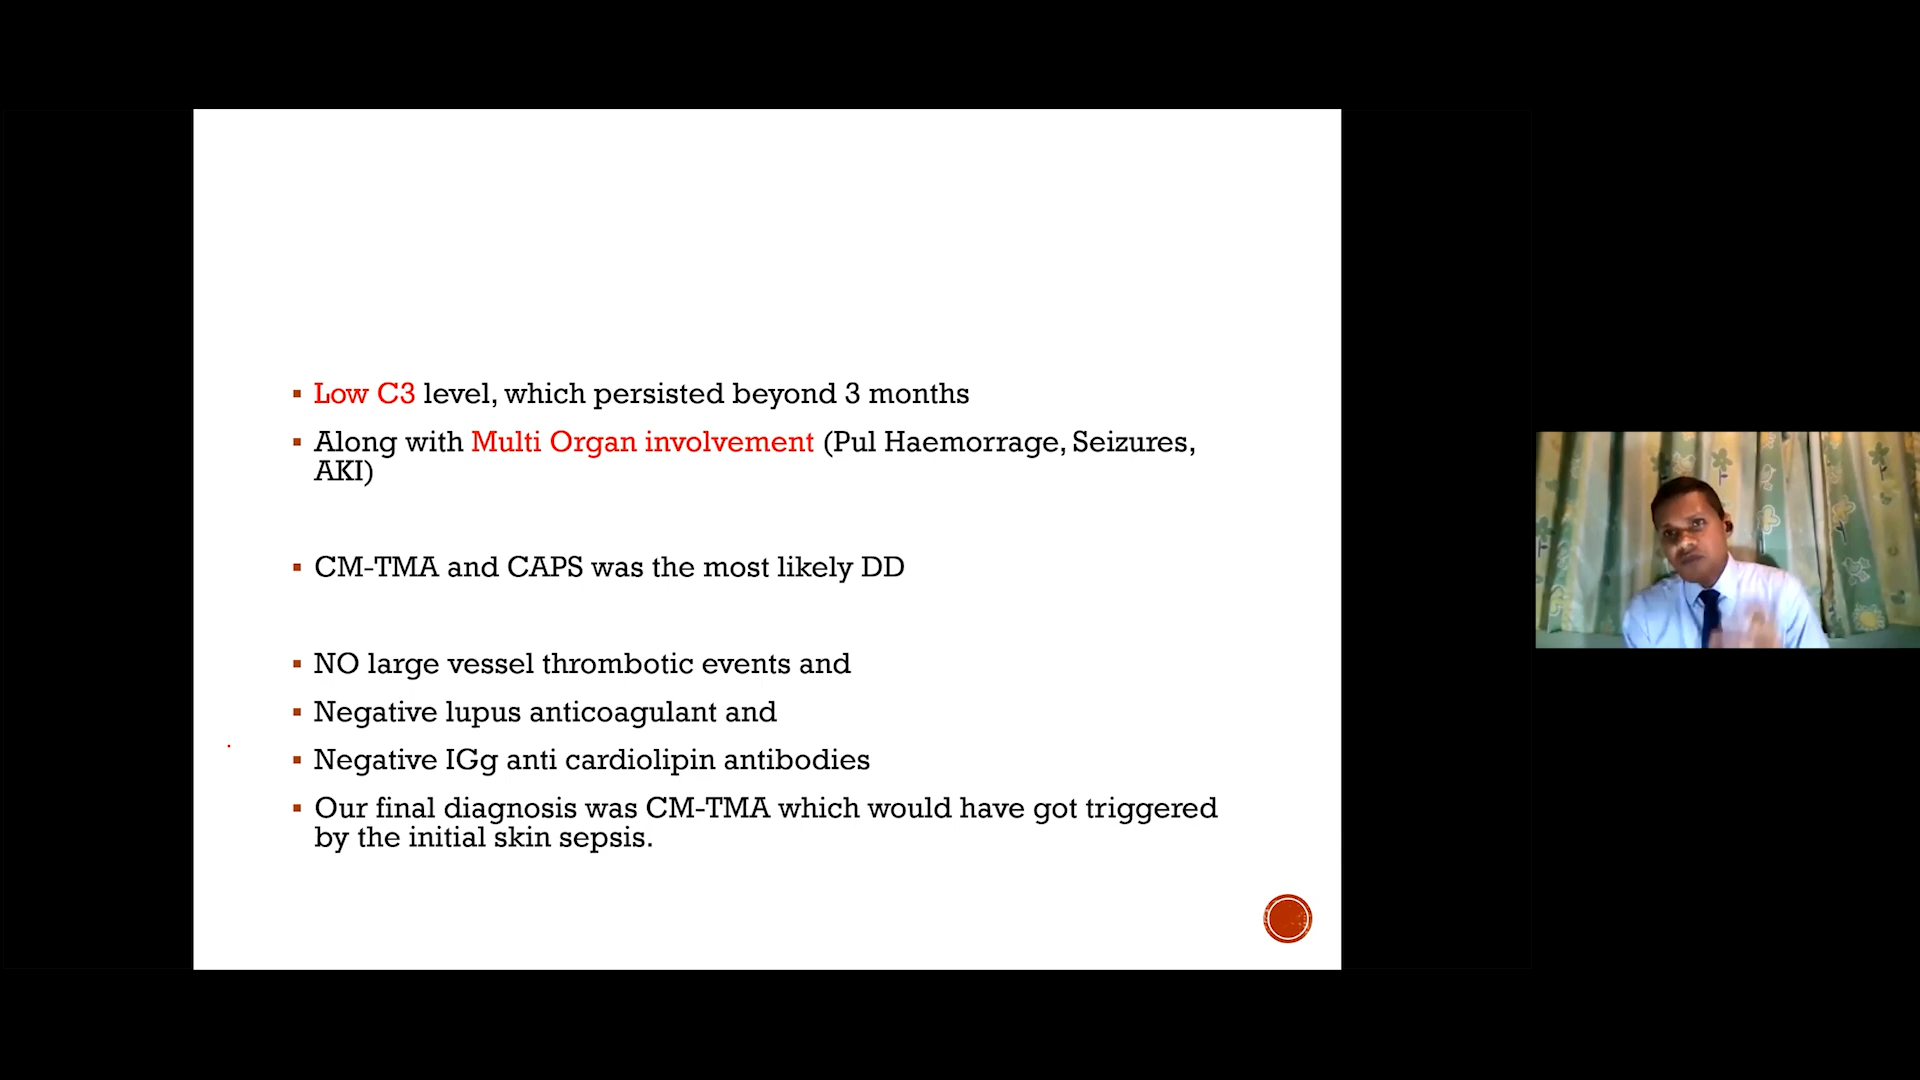 Low C3 level, which persisted beyond 3 months
Along with Multi Organ involvement (Pul Haemorrage, Seizures,
AKI)
CM-TMA and CAPS was the most likely DD
NO large vessel thrombotic events and
Negative lupus anticoagulant and
Negative IGg anti cardiolipin antibodies
Our final diagnosis was CM-TMA which would have got triggered
by the initial skin sepsis.